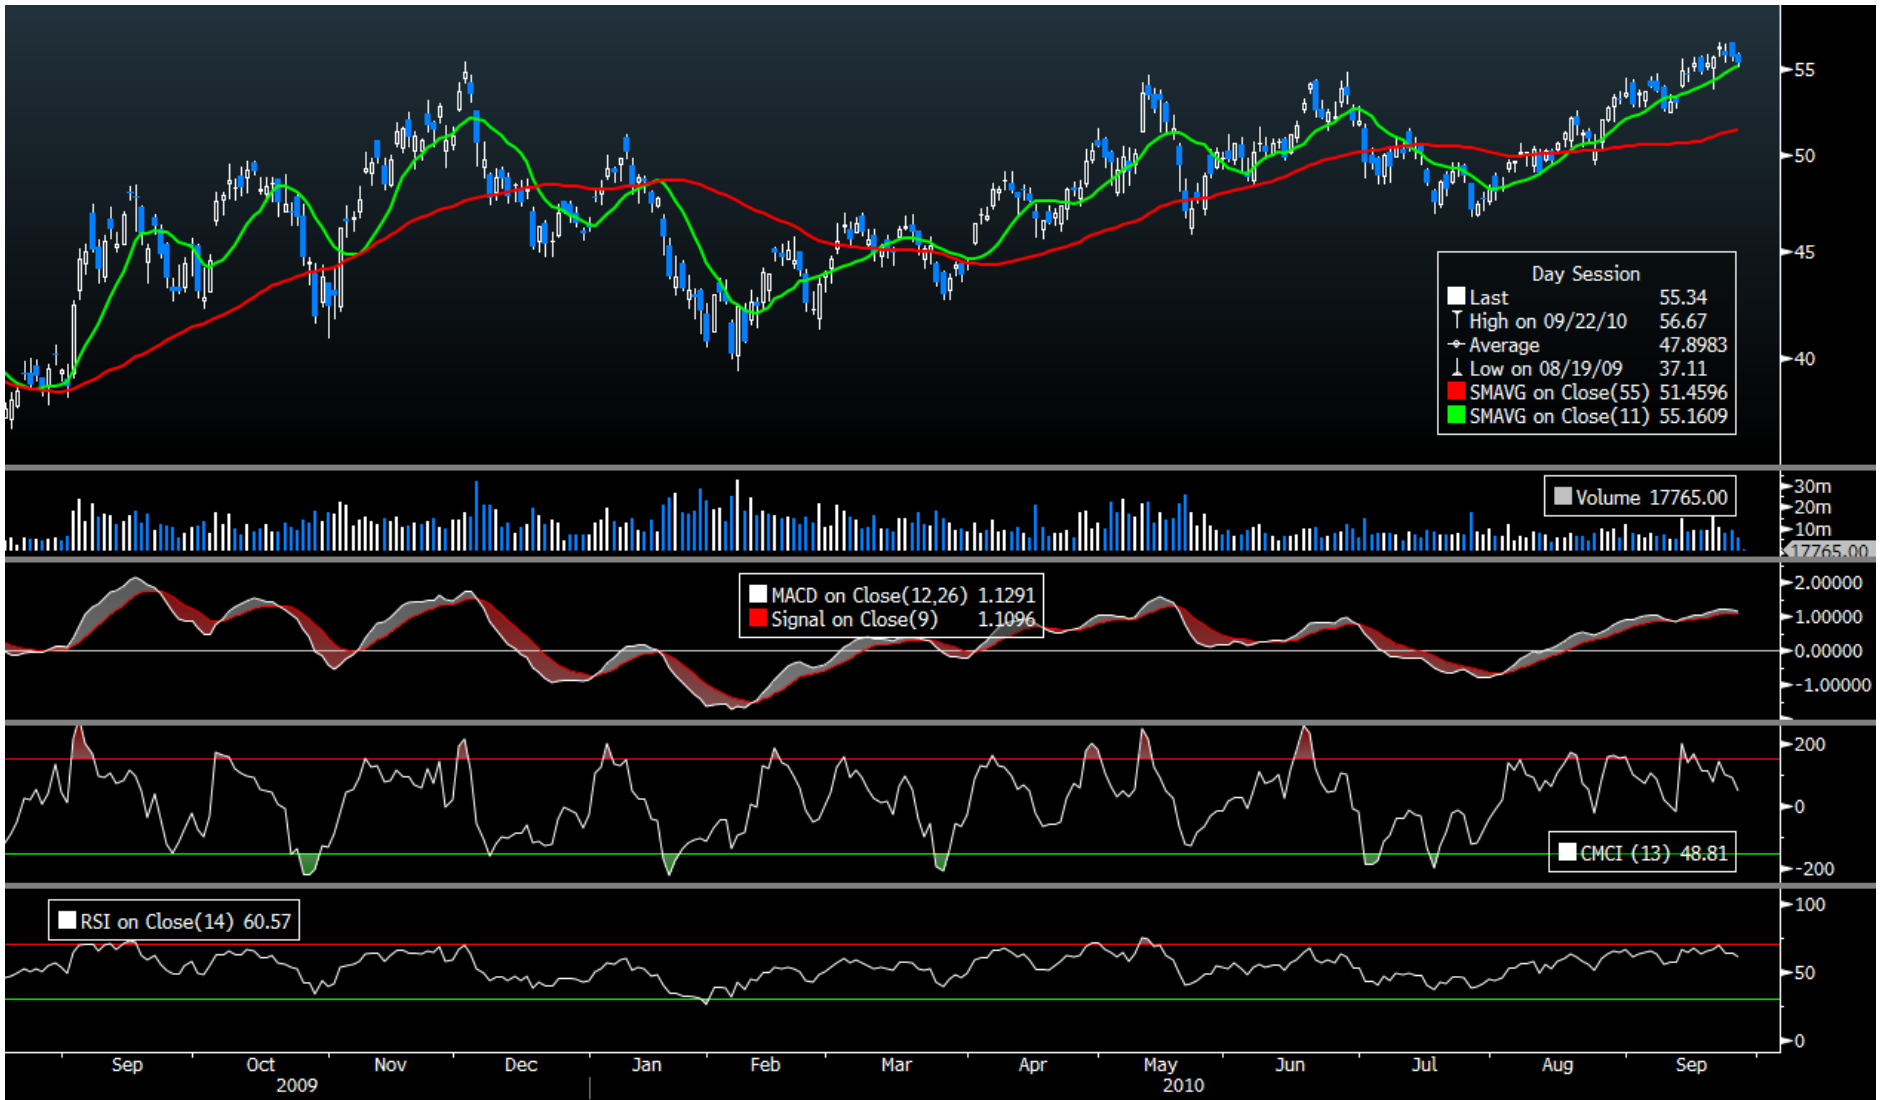 55
50
45
40
Day Session
Last 55.34
High on 09/22/10 56.67
Average 47.8983
Low on 08/19/09 37.11
SMAVG on Close(55) 51.4596
SMAVG on Close(11) 55.1609
Volume 17765.00
30m
20m
10m
17765.00
MACD on Close(12,26) 1.1291
Signal on Close(9) 1.1096
2.00000
1.00000
0.00000
-1.00000
200
0
-200
CMCI (13) 48.81
RSI on Close(14) 60.57
100
50
0
Sep Oct Nov Dec Jan Feb Mar Apr May Jun Jul Aug Sep
2009 2010